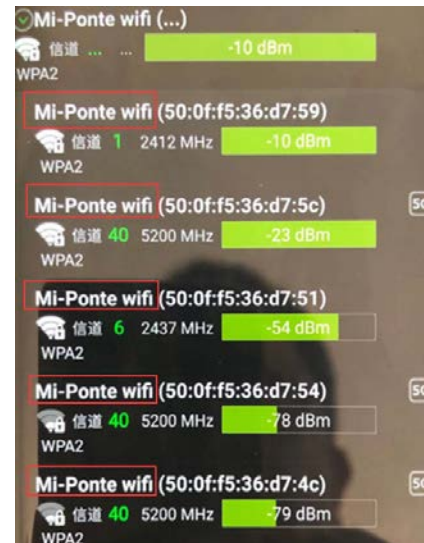 Mi-Ponte wifi (...)
信道 ... ... -10 dBm
WPA2
Mi-Ponte wifi (50:0f:f5:36:d7:59)
信道 1 2412 MHz -10 dBm
WPA2
Mi-Ponte wifi (50:0f:f5:36:d7:5c)
信道 40 5200 MHz -23 dBm
WPA2
Mi-Ponte wifi (50:0f:f5:36:d7:51)
信道 6 2437 MHz -54 dBm
WPA2
Mi-Ponte wifi (50:0f:f5:36:d7:54)
信道 40 5200 MHz -78 dBm
WPA2
Mi-Ponte wifi (50:0f:f5:36:d7:4c)
信道 40 5200 MHz -79 dBm
WPA2